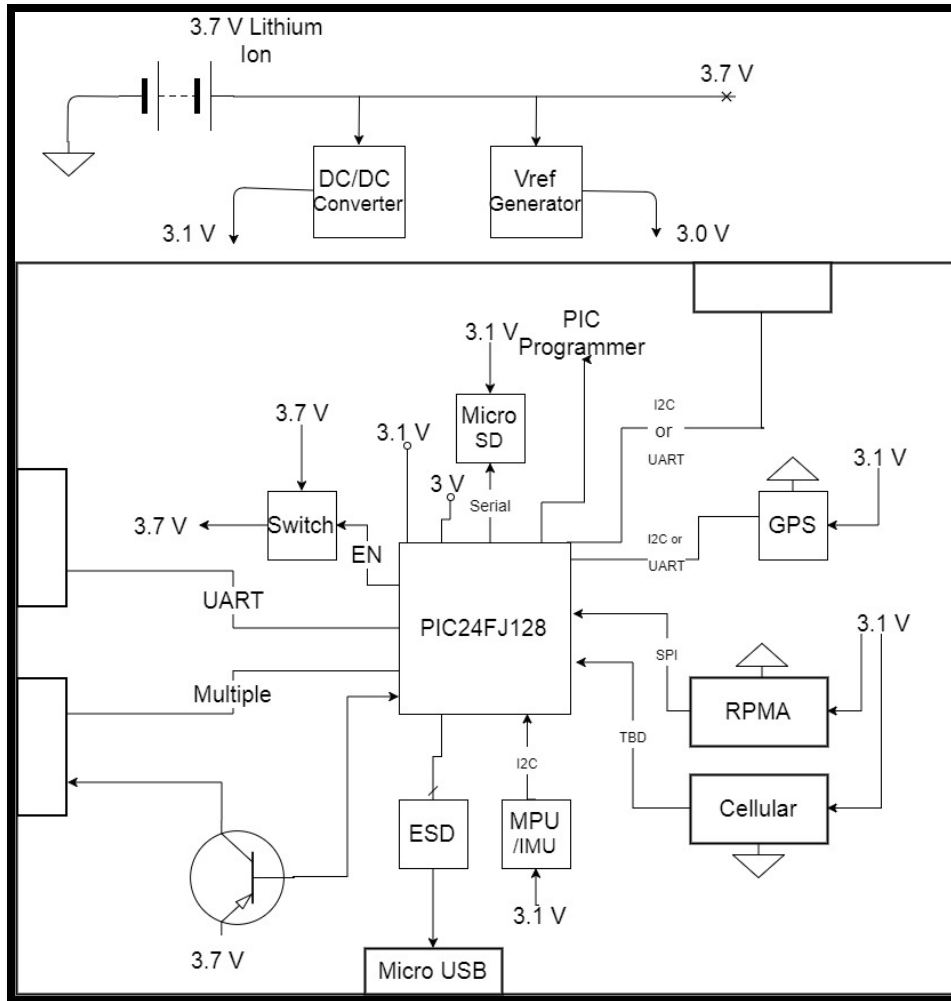 3.7 V Lithium
Ion
3.7 V
DC/DC
Converter
Vref
Generator
3.1 V
3.0 V
PIC
Programmer
3.1 V
Micro
SD
I2C
or
UART
3.7 V
3.1 V
3 V
Serial
3.1 V
GPS
3.7 V
Switch
EN
I2C or
UART
UART
PIC24FJ128
3.1 V
SPI
RPMA
Multiple
TBD
Cellular
I2C
ESD
MPU
/IMU
3.1 V
3.7 V
Micro USB